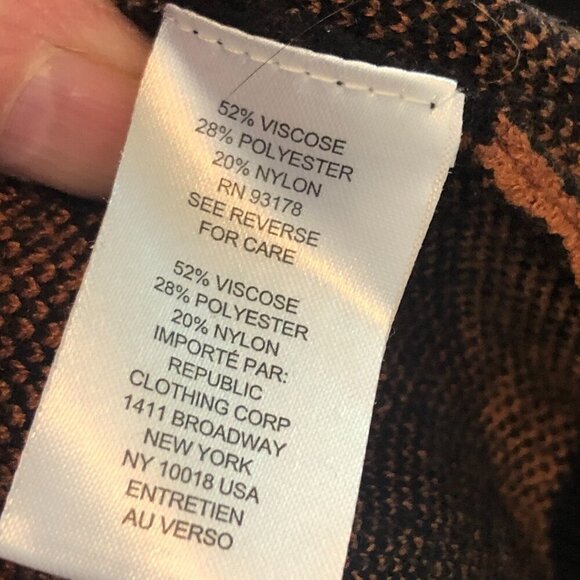 52% VISCOSE
28% POLYESTER
20% NYLON
RN 93178
SEE REVERSE
FOR CARE
52% VISCOSE
28% POLYESTER
20% NYLON
IMPORTÉ PAR:
REPUBLIC
CLOTHING CORP
1411 BROADWAY
NEW YORK
NY 10018 USA
ENTRETIEN
AU VERSO